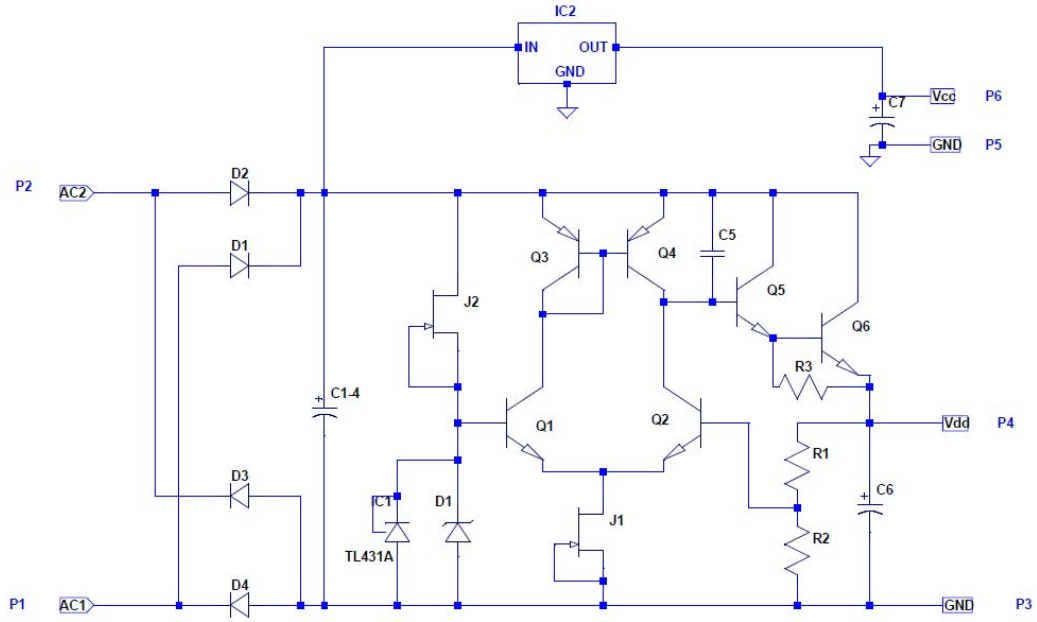 IC2
IN OUT
GND
Vcc P6
C7
GND P5
P2 AC2 D2
D1
Q3 Q4 C5
Q5
J2
Q6
R3
C1-4
Q1 Q2
Vdd P4
R1
D3
IC1 D1
C6
J1
R2
TL431A
D4
P1 AC1
GND P3